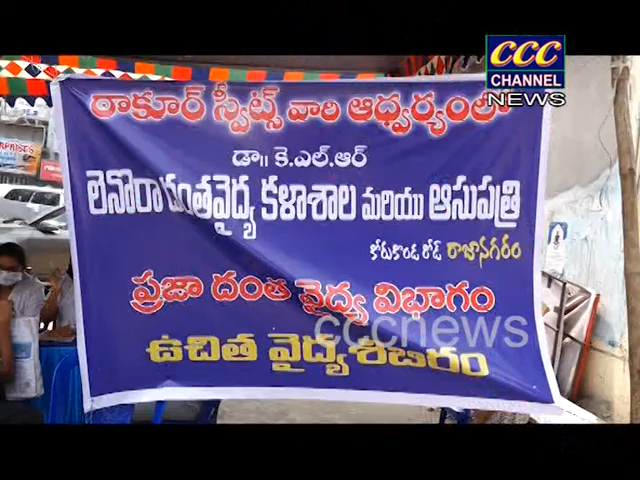 CCC
CHANNEL
NEWS
రాకూర్ స్వీట్స్ వారి ఆధ్వర్యంలో
డా॥ కె.ఎల్.ఆర్
లెనోరా దంతవైద్య కళాశాల మరియు ఆసుపత్రి
కోరుకొండ రోడ్ రాజానగరం
ప్రజా దంత వైద్య విభాగం
cccnews
ఉచిత వైద్యశిబిరం